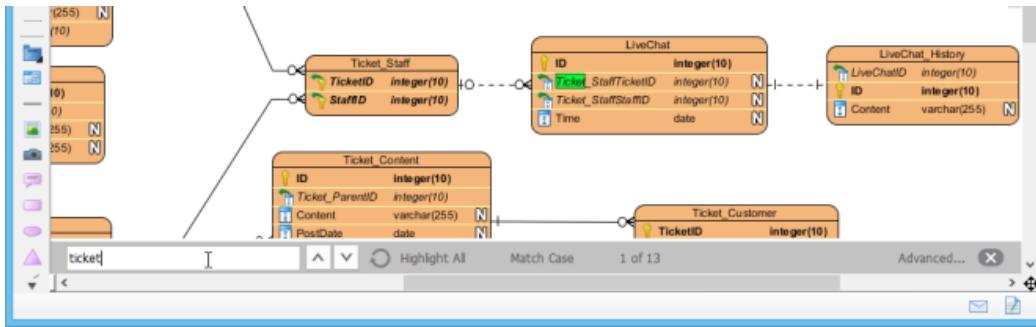 (255) N
(10)
10)
0)
255) N
255) N
Ticket_Staff
TicketID integer(10)
StaffID integer(10)
LiveChat
ID integer(10)
Ticket_StaffTicketID integer(10) N
Ticket_StaffStaffID integer(10) N
Time date N
LiveChat_History
LiveChatID integer(10)
ID integer(10)
Content varchar(255) N
Ticket_Content
ID integer(10)
Ticket_ParentID integer(10)
Content varchar(255) N
PostDate date N
Ticket_Customer
TicketID integer(10)
ticket Highlight All Match Case 1 of 13 Advanced...